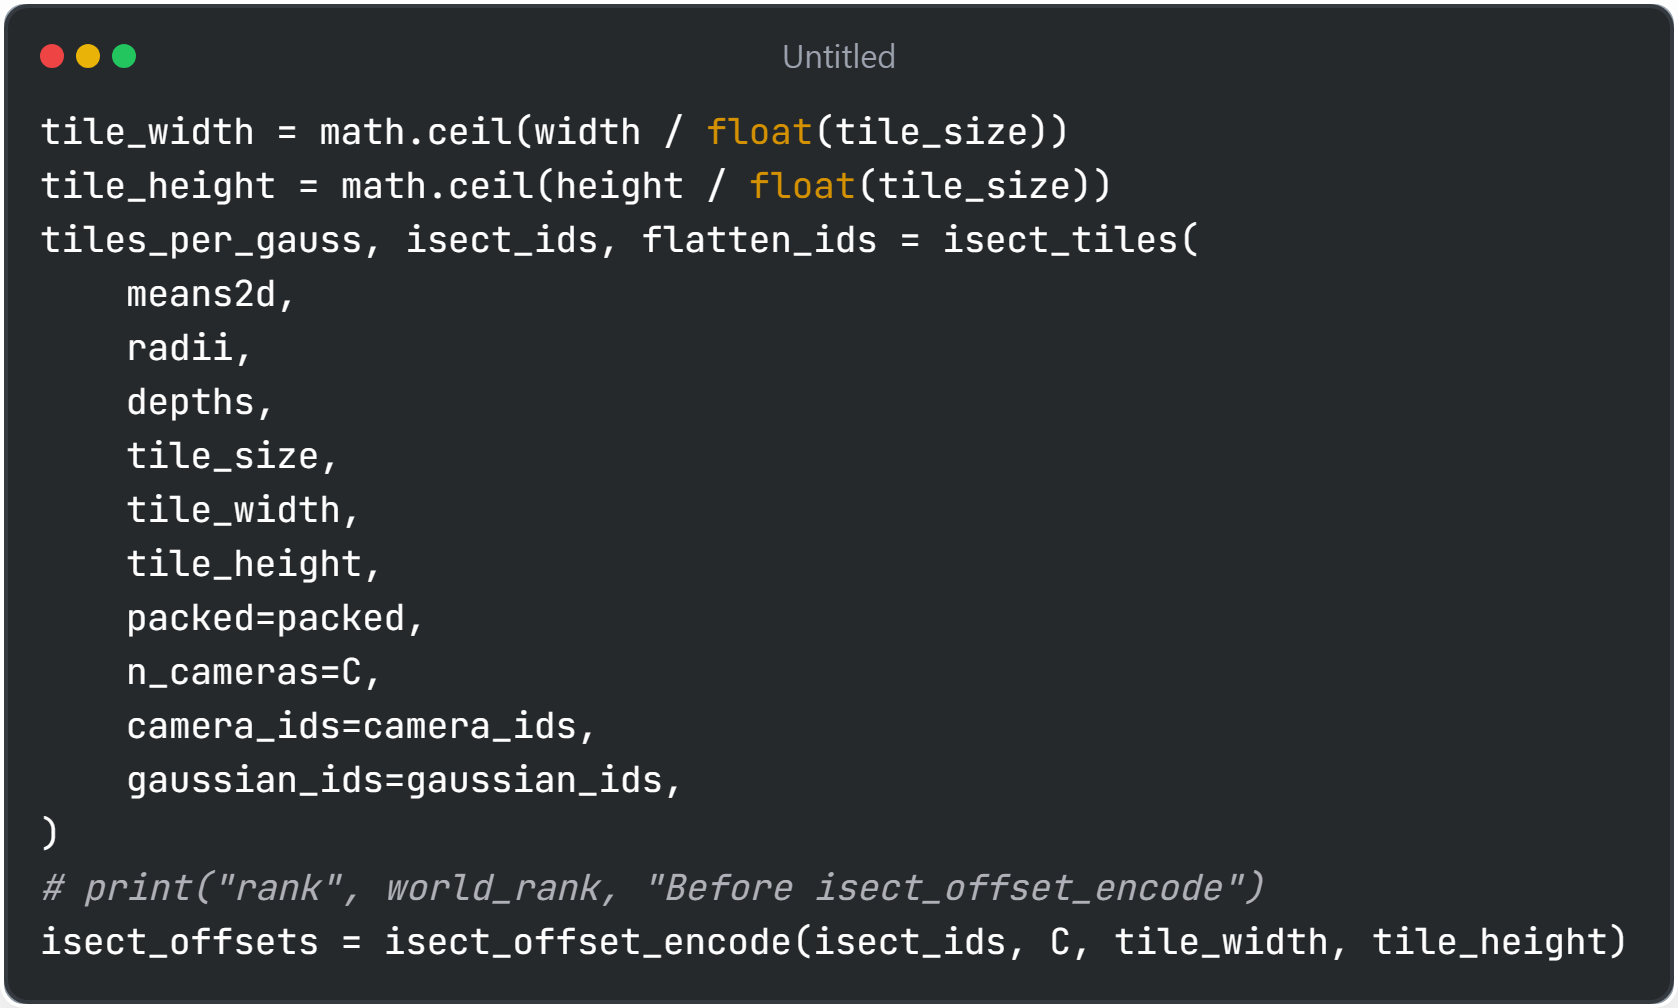 Untitled
tile_width = math.ceil(width / float(tile_size))
tile_height = math.ceil(height / float(tile_size))
tiles_per_gauss, isect_ids, flatten_ids = isect_tiles(
    means2d,
    radii,
    depths,
    tile_size,
    tile_width,
    tile_height,
    packed=packed,
    n_cameras=C,
    camera_ids=camera_ids,
    gaussian_ids=gaussian_ids,
)
# print("rank", world_rank, "Before isect_offset_encode")
isect_offsets = isect_offset_encode(isect_ids, C, tile_width, tile_height)